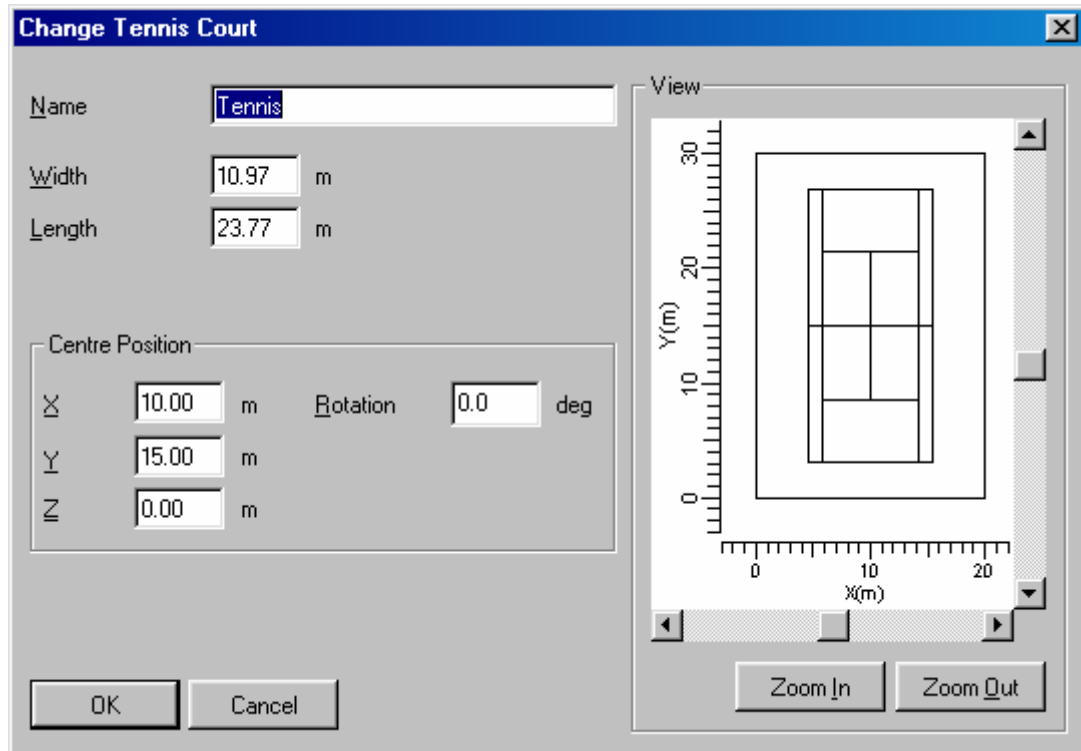 Change Tennis Court
Name Tennis
Width 10.97 m
Length 23.77 m
Centre Position
X 10.00 m Rotation 0.0 deg
Y 15.00 m
Z 0.00 m
OK Cancel
View
30
20
10
0
Y(m)
0 10 20
X(m)
Zoom In Zoom Out